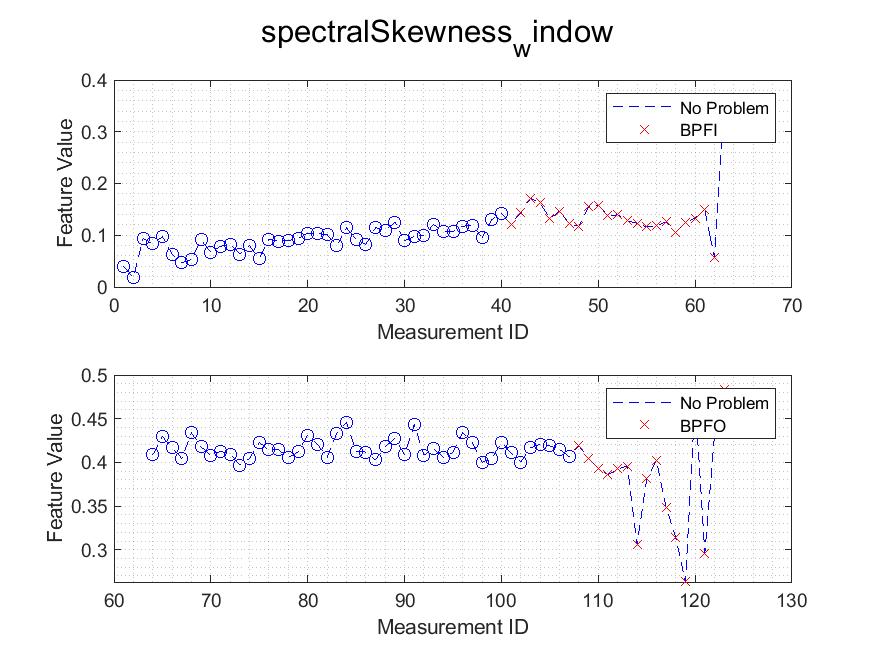 spectralSkewness_window
0.4
0.3
0.2
0.1
0
Feature Value
No Problem
BPFI
0 10 20 30 40 50 60 70
Measurement ID
0.5
0.45
0.4
0.35
0.3
Feature Value
No Problem
BPFO
60 70 80 90 100 110 120 130
Measurement ID